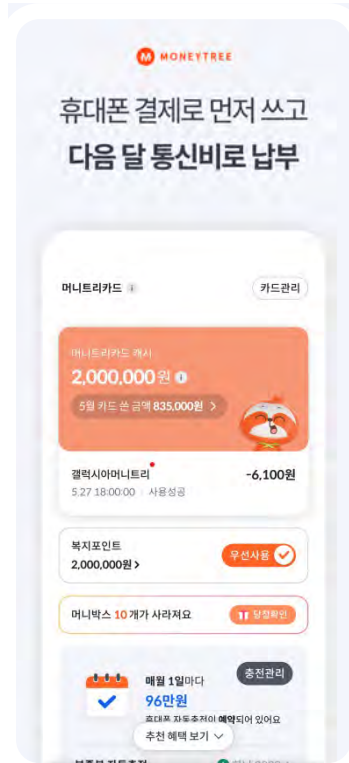 MONEYTREE
휴대폰 결제로 먼저 쓰고
다음 달 통신비로 납부
머니트리카드
카드관리
머니트리카드 캐시
2,000,000원
5월 카드 쓴 금액 835,000원 >
갤럭시아머니트리
-6,100원
5.27 18:00:00 사용성공
복지포인트
2,000,000원 >
우선사용
머니박스 10 개가 사라져요
당첨확인
매월 1일마다
충전관리
96만원
휴대폰 자동충전이 예약되어 있어요
추천 혜택 보기